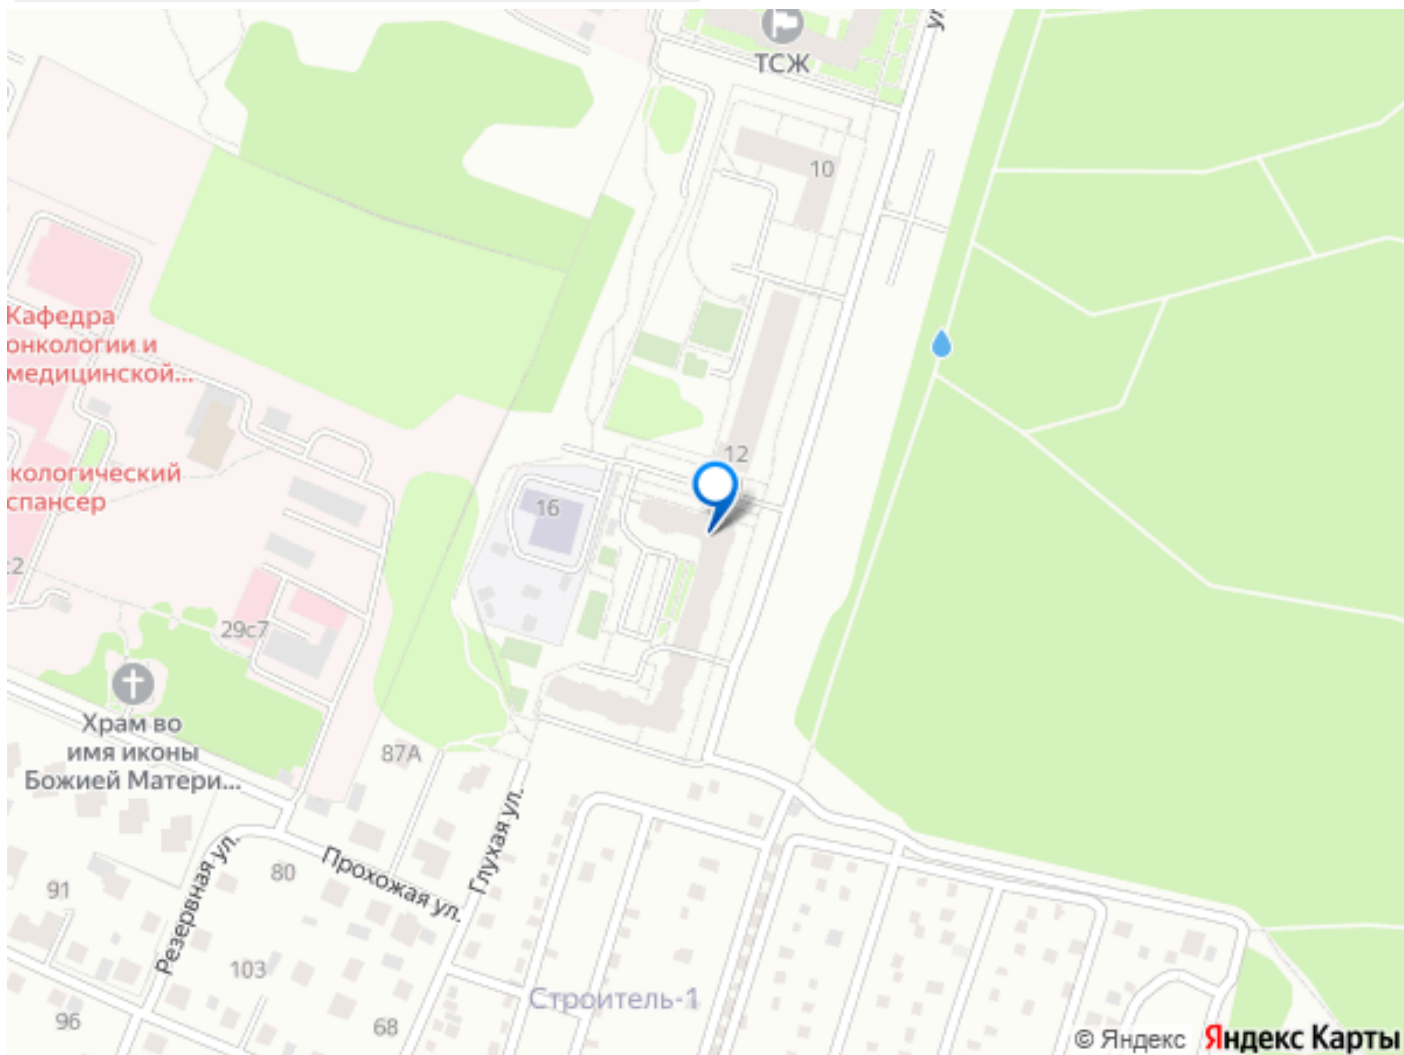 ТСЖ
10
Кафедра
онкологии и
медицинской...
12
кологический
спансер
16
29с7
Храм во
имя иконы
Божией Матери...
87А
Глухая ул.
Прохожая ул.
Резервная ул.
80
91
103
96
68
Строитель-1
© Яндекс Яндекс Карты